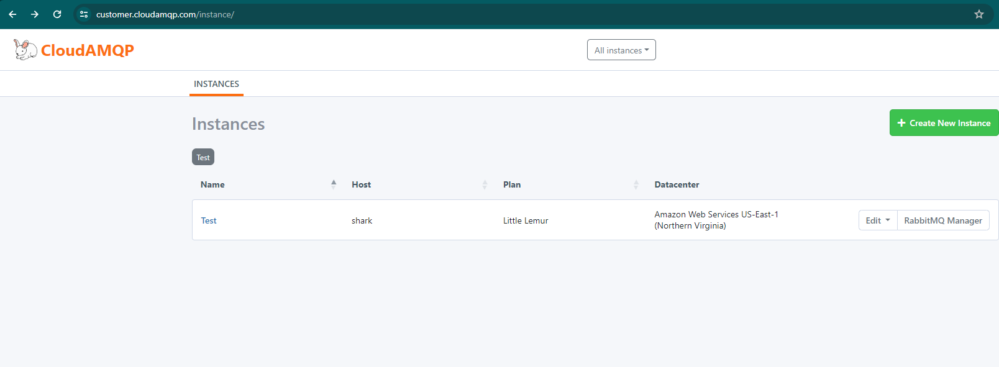 customer.cloudamqp.com/instance/
CloudAMQP
All instances
INSTANCES
Instances
Create New Instance
Test
Name Host Plan Datacenter
Test shark Little Lemur Amazon Web Services US-East-1
(Northern Virginia)
Edit RabbitMQ Manager